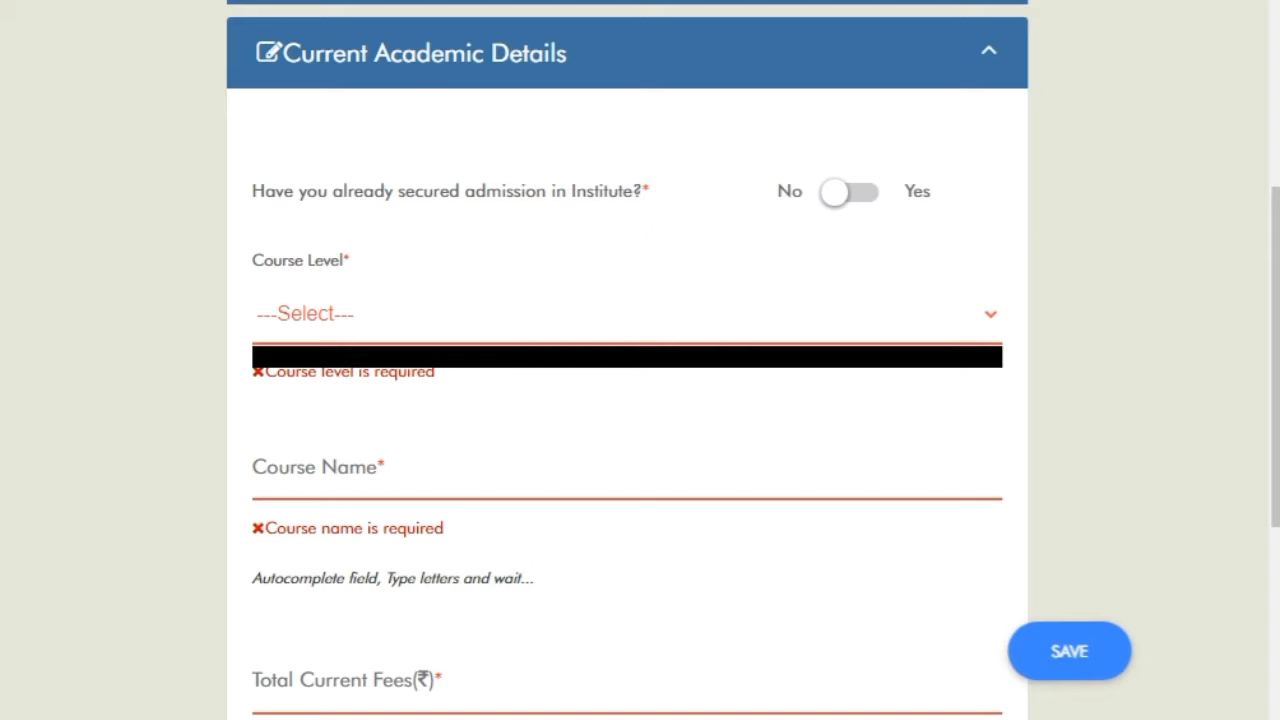 Current Academic Details
Have you already secured admission in Institute?* No Yes
Course Level*
---Select---
✖Course level is required
Course Name*
✖Course name is required
Autocomplete field, Type letters and wait...
SAVE
Total Current Fees(₹)*